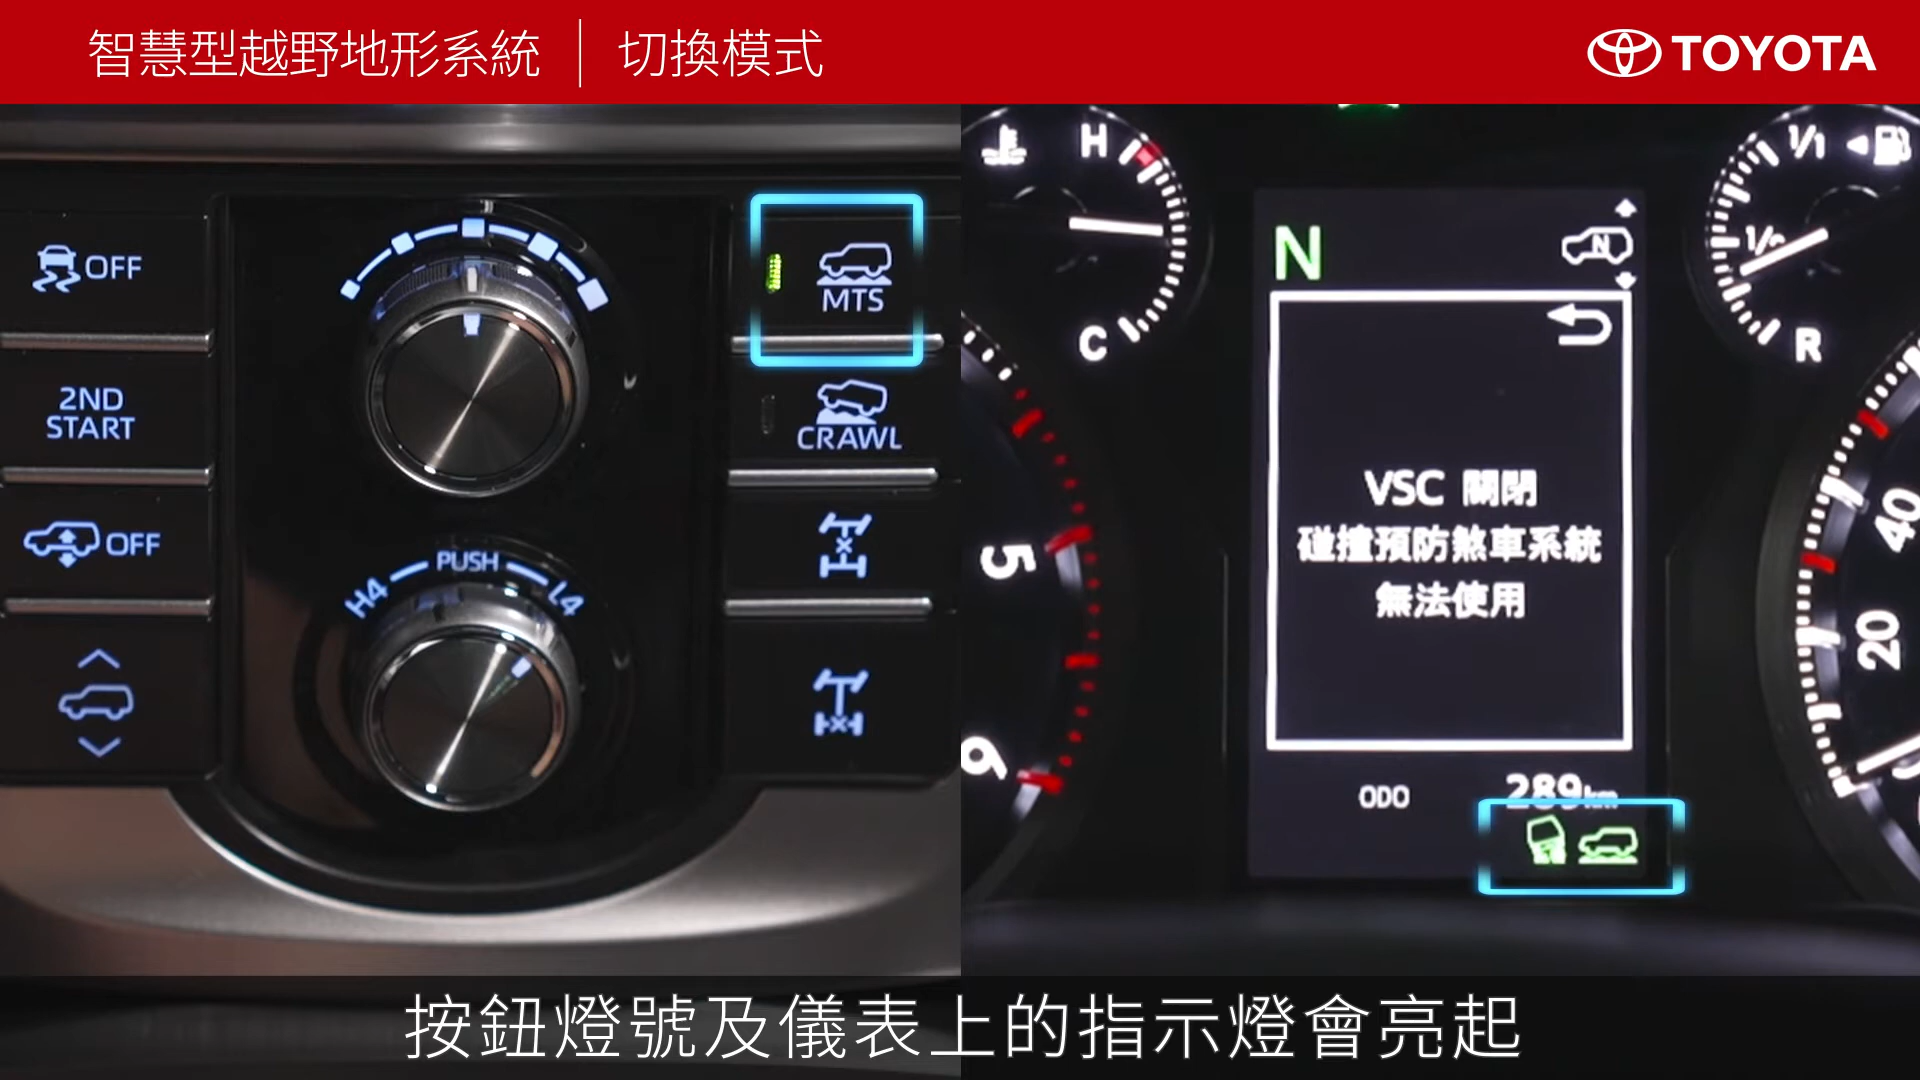 智慧型越野地形系統 | 切換模式
TOYOTA
OFF
MTS
2ND
START
CRAWL
OFF
PUSH
H4
L4
H
C
1/1
1/2
R
N
N
VSC 關閉
碰撞預防煞車系統
無法使用
5
6
40
20
ODO 289km
按鈕燈號及儀表上的指示燈會亮起